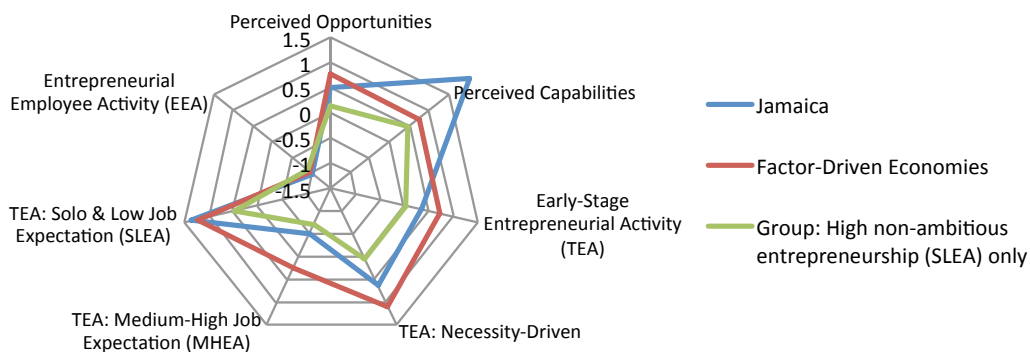 Perceived Opportunities
1.5
1
0.5
0
-0.5
-1
-1.5
Perceived Capabilities
Early-Stage
Entrepreneurial Activity
(TEA)
TEA: Necessity-Driven
TEA: Medium-High Job
Expectation (MHEA)
TEA: Solo & Low Job
Expectation (SLEA)
Entrepreneurial
Employee Activity (EEA)
Jamaica
Factor-Driven Economies
Group: High non-ambitious
entrepreneurship (SLEA) only